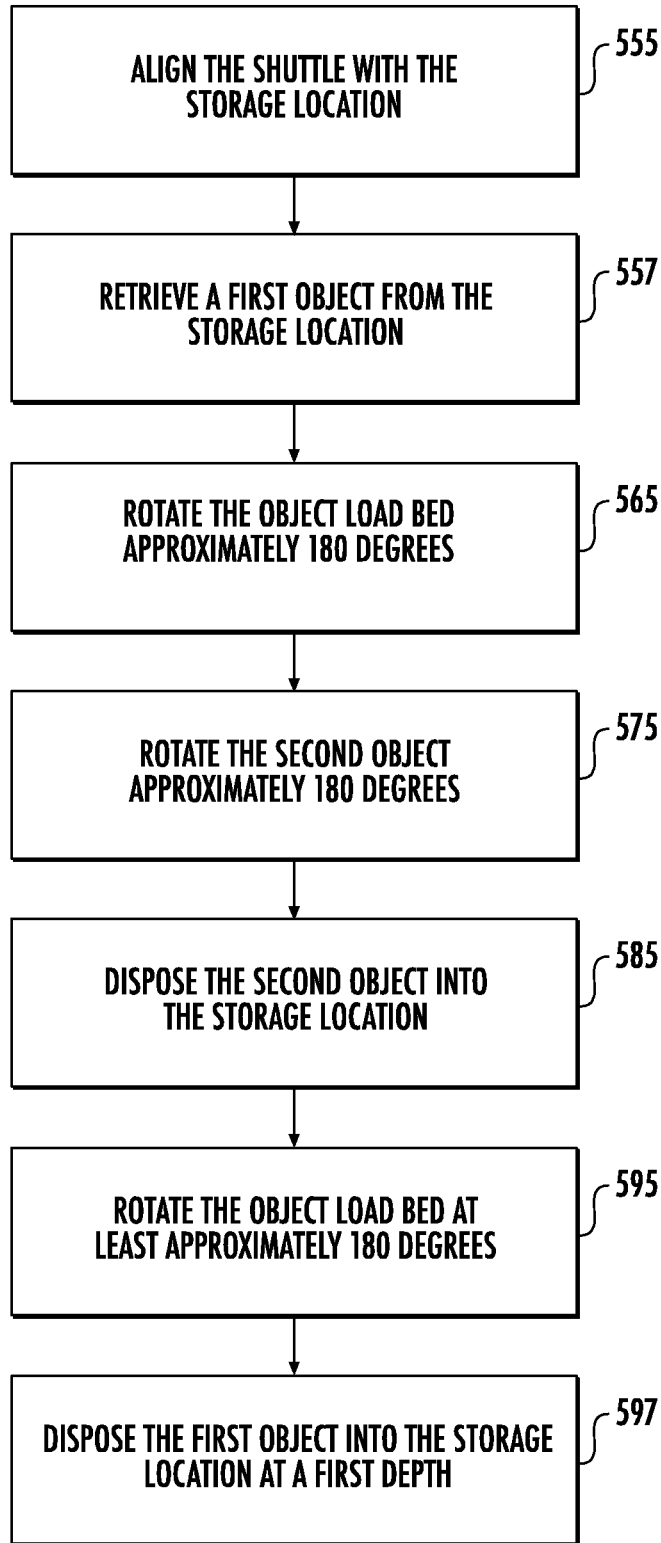 ALIGN THE SHUTTLE WITH THE
STORAGE LOCATION
555
RETRIEVE A FIRST OBJECT FROM THE
STORAGE LOCATION
557
ROTATE THE OBJECT LOAD BED
APPROXIMATELY 180 DEGREES
565
ROTATE THE SECOND OBJECT
APPROXIMATELY 180 DEGREES
575
DISPOSE THE SECOND OBJECT INTO
THE STORAGE LOCATION
585
ROTATE THE OBJECT LOAD BED AT
LEAST APPROXIMATELY 180 DEGREES
595
DISPOSE THE FIRST OBJECT INTO THE STORAGE
LOCATION AT A FIRST DEPTH
597